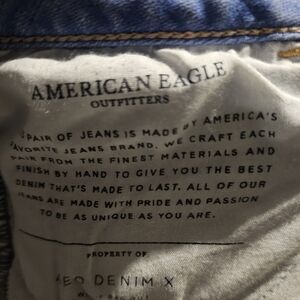 AMERICAN EAGLE
OUTFITTERS
PAIR OF JEANS IS MADE BY AMERICA'S
FAVORITE JEANS BRAND. WE CRAFT EACH
PAIR FROM THE FINEST MATERIALS AND
FINISH BY HAND TO GIVE YOU THE BEST
DENIM THAT'S MADE TO LAST. ALL OF OUR
JEANS ARE MADE WITH PRIDE AND PASSION
TO BE AS UNIQUE AS YOU ARE.
PROPERTY OF
AEO DENIM X